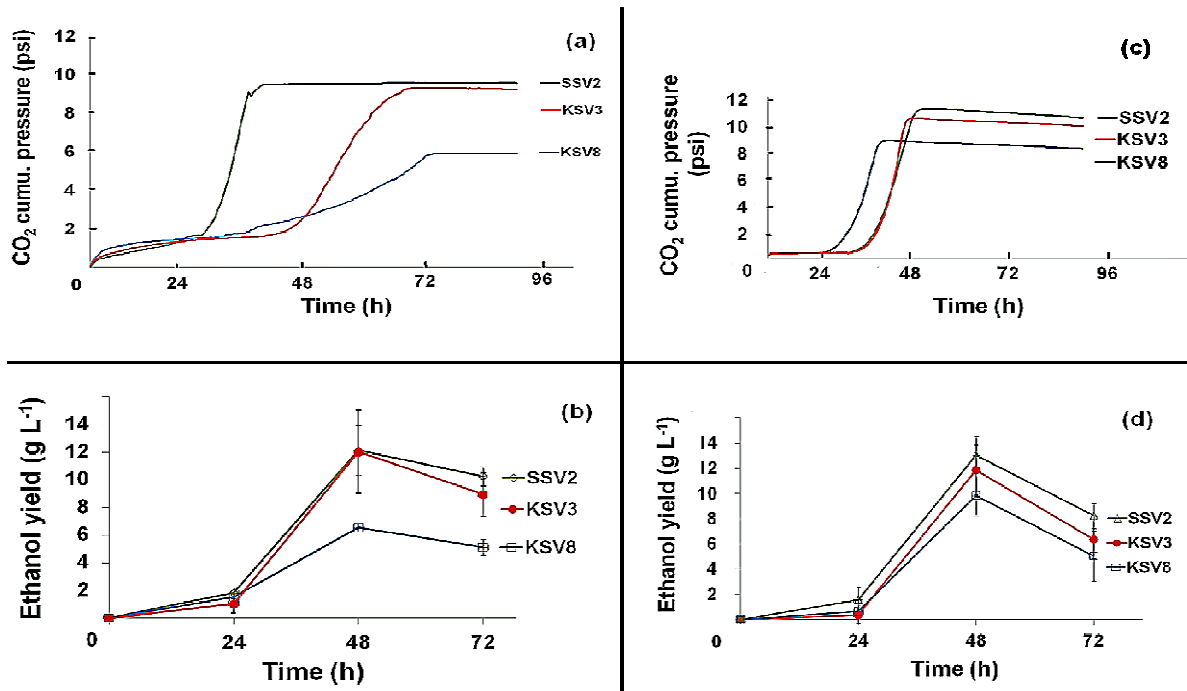 (a)
CO2 cumu. pressure (psi)
12
10
8
6
4
2
0
24
48
72
96
Time (h)
SSV2
KSV3
KSV8
(c)
CO2 cumu. pressure
(psi)
12
10
8
6
4
2
0
24
48
72
96
Time (h)
SSV2
KSV3
KSV8
(b)
Ethanol yield (g L-1)
14
12
10
8
6
4
2
0
24
48
72
Time (h)
SSV2
KSV3
KSV8
(d)
Ethanol yield (g L-1)
14
12
10
8
6
4
2
0
24
48
72
Time (h)
SSV2
KSV3
KSV8